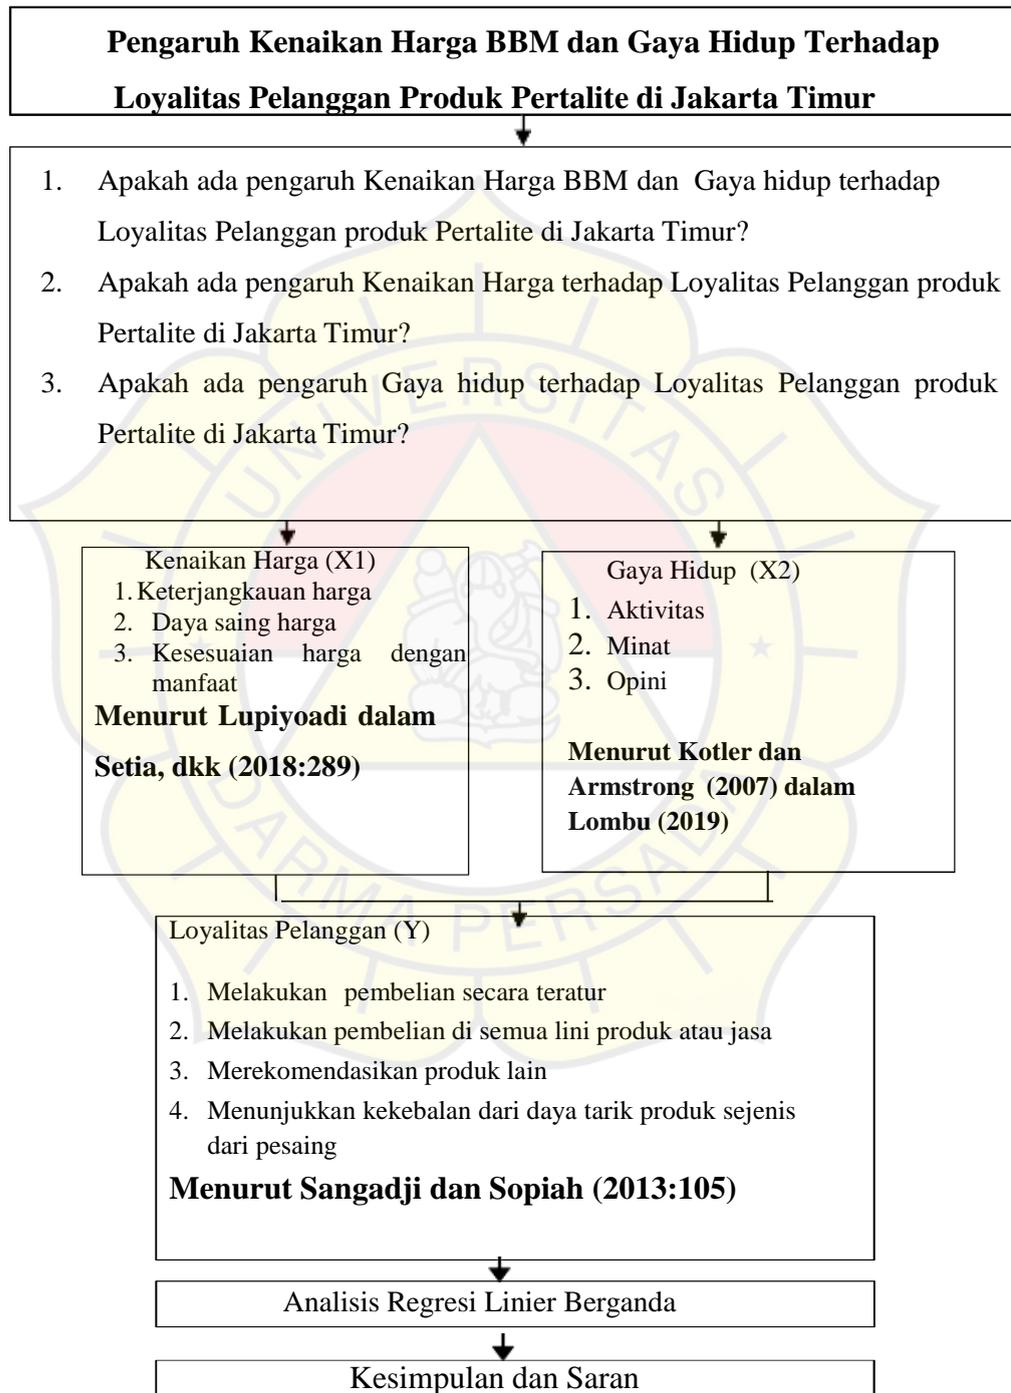 Pengaruh Kenaikan Harga BBM dan Gaya Hidup Terhadap
Loyalitas Pelanggan Produk Pertalite di Jakarta Timur
1. Apakah ada pengaruh Kenaikan Harga BBM dan Gaya hidup terhadap
Loyalitas Pelanggan produk Pertalite di Jakarta Timur?
2. Apakah ada pengaruh Kenaikan Harga terhadap Loyalitas Pelanggan produk
Pertalite di Jakarta Timur?
3. Apakah ada pengaruh Gaya hidup terhadap Loyalitas Pelanggan produk
Pertalite di Jakarta Timur?
Kenaikan Harga (X1)
1. Keterjangkauan harga
2. Daya saing harga
3. Kesesuaian harga dengan
manfaat
Menurut Lupiyoadi dalam
Setia, dkk (2018:289)
Gaya Hidup (X2)
1. Aktivitas
2. Minat
3. Opini
Menurut Kotler dan
Armstrong (2007) dalam
Lombu (2019)
Loyalitas Pelanggan (Y)
1. Melakukan pembelian secara teratur
2. Melakukan pembelian di semua lini produk atau jasa
3. Merekomendasikan produk lain
4. Menunjukkan kekebalan dari daya tarik produk sejenis
dari pesaing
Menurut Sangadji dan Sopiah (2013:105)
Analisis Regresi Linier Berganda
Kesimpulan dan Saran
UNIVERSITAS
DARMA PERSADA